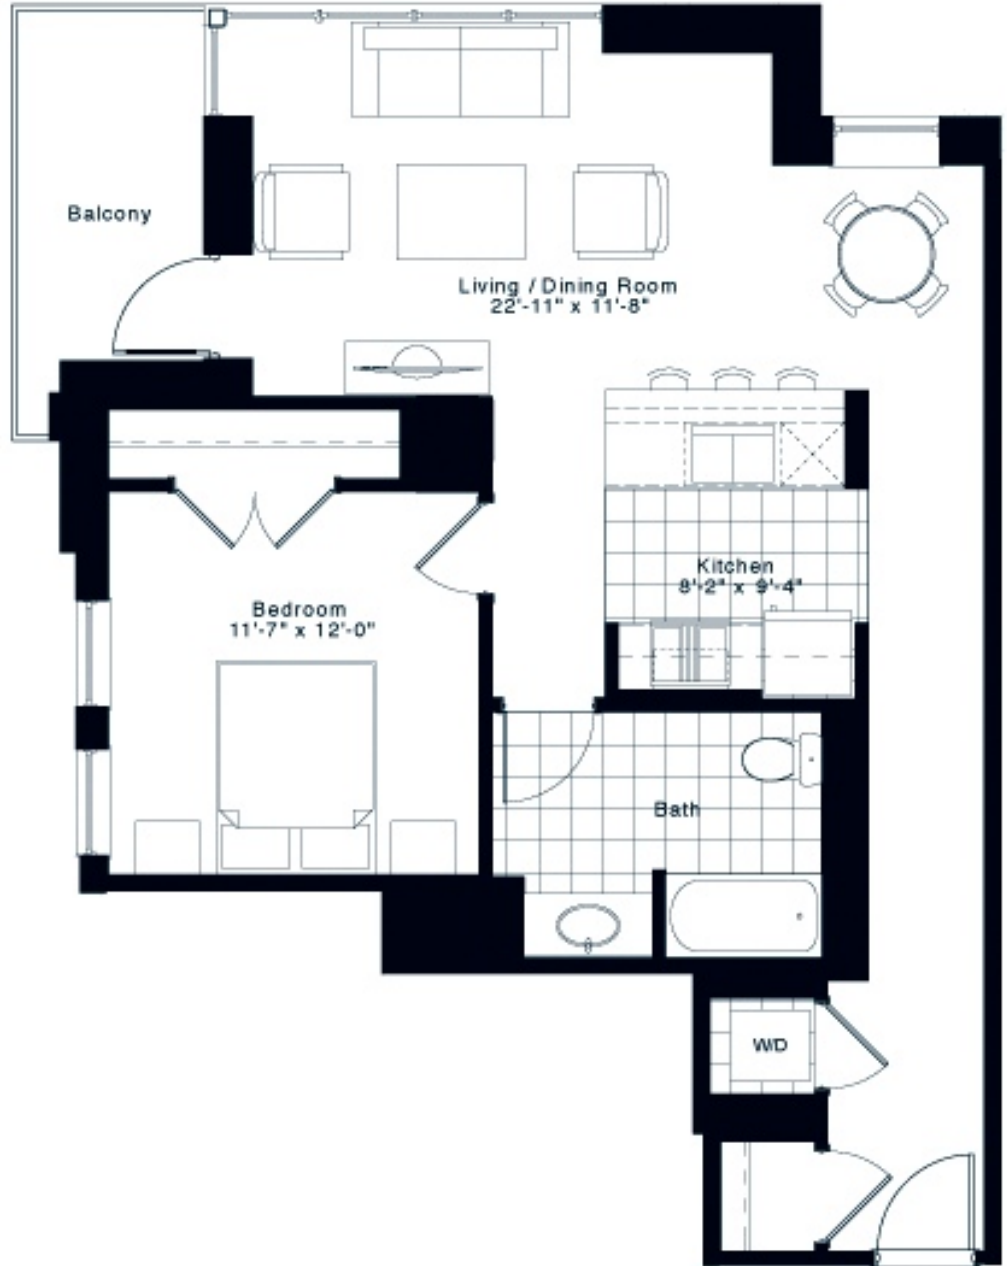 Balcony
Living / Dining Room
22'-11" x 11'-8"
Kitchen
8'-2" x 9'-4"
Bedroom
11'-7" x 12'-0"
Bath
W/D